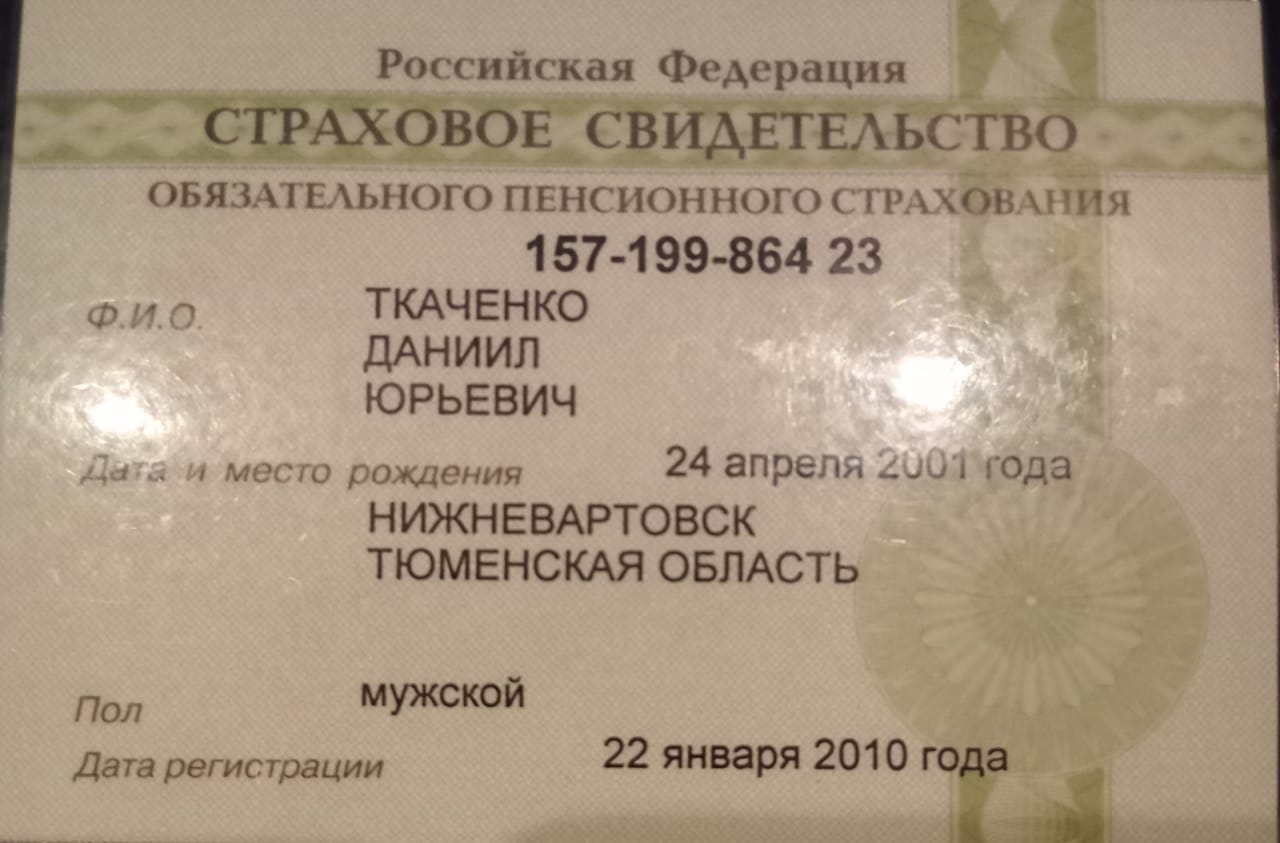 Российская Федерация
СТРАХОВОЕ СВИДЕТЕЛЬСТВО
ОБЯЗАТЕЛЬНОГО ПЕНСИОННОГО СТРАХОВАНИЯ
157-199-864 23
Ф.И.О. ТКАЧЕНКО
ДАНИИЛ
ЮРЬЕВИЧ
Дата и место рождения 24 апреля 2001 года
НИЖНЕВАРТОВСК
ТЮМЕНСКАЯ ОБЛАСТЬ
Пол мужской
Дата регистрации 22 января 2010 года